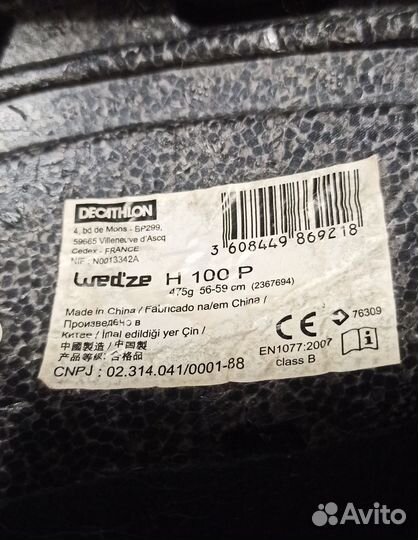 DECATHLON
4, bd de Mons - BP299,
59665 Villeneuve d'Ascq
Cedex - FRANCE
NIF : N0013342A
3 608449 869218
Wed'ze H 100 P
475g 56-59 cm (2367694)
Made in China / Fabricado na/em China /
Произведено в
Китае / İmal edildiği yer Çin /
中國製造 / 中国製
产品等级: 合格品
CNPJ : 02.314.041/0001-88
CE
76309
EN1077:2007
class B
i
Avito